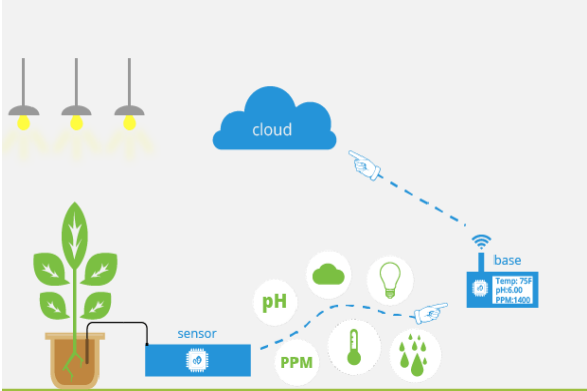 cloud
base
Temp: 75F
pH:6.00
PPM:1400
pH
sensor
PPM